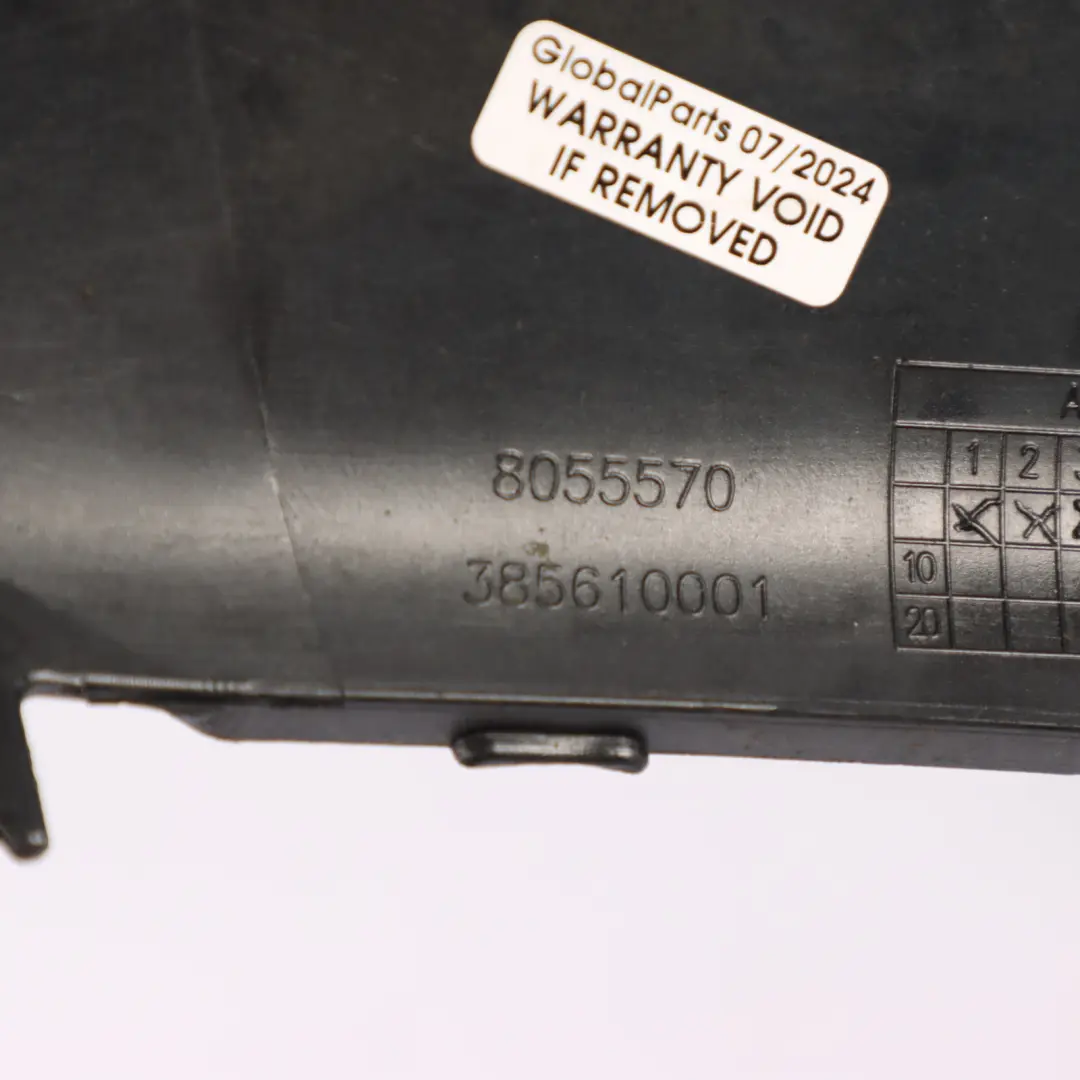 GlobalParts 07/2024
WARRANTY VOID
IF REMOVED
8055570
385610001
1 2
10
20